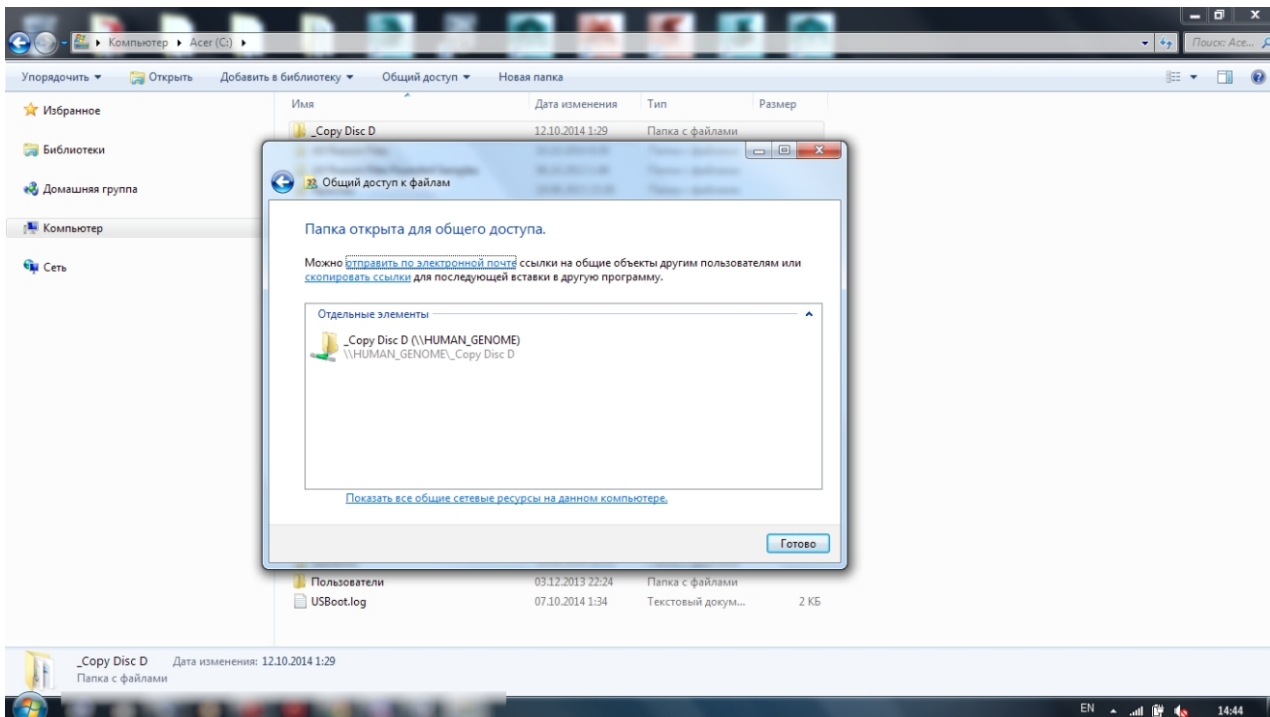 Компьютер ▸ Acer (C:) ▸
Поиск: Ace...
Упорядочить Открыть Добавить в библиотеку Общий доступ Новая папка
Избранное
Библиотеки
Домашняя группа
Компьютер
Сеть
Имя Дата изменения Тип Размер
_Copy Disc D 12.10.2014 1:29 Папка с файлами
Общий доступ к файлам
Папка открыта для общего доступа.
Можно отправить по электронной почте ссылки на общие объекты другим пользователям или
скопировать ссылки для последующей вставки в другую программу.
Отдельные элементы
_Copy Disc D (\\HUMAN_GENOME)
\\HUMAN_GENOME\_Copy Disc D
Показать все общие сетевые ресурсы на данном компьютере.
Готово
Пользователи 03.12.2013 22:24 Папка с файлами
USBoot.log 07.10.2014 1:34 Текстовый докум... 2 КБ
_Copy Disc D Дата изменения: 12.10.2014 1:29
Папка с файлами
EN 14:44